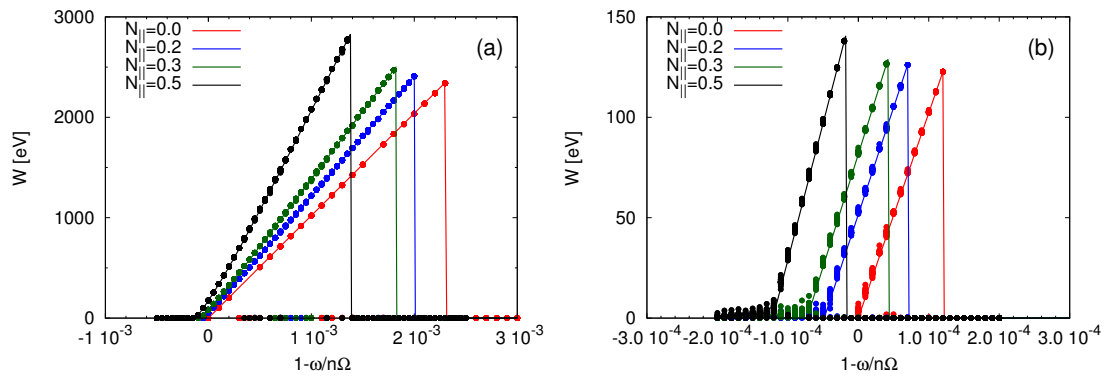 (a)
N||=0.0
N||=0.2
N||=0.3
N||=0.5
W [eV]
3000
2000
1000
0
-1 10⁻³
0
1 10⁻³
2 10⁻³
3 10⁻³
1-ω/nΩ
(b)
N||=0.0
N||=0.2
N||=0.3
N||=0.5
W [eV]
150
100
50
0
-3.0 10⁻⁴
-2.0 10⁻⁴
-1.0 10⁻⁴
0
1.0 10⁻⁴
2.0 10⁻⁴
3.0 10⁻⁴
1-ω/nΩ